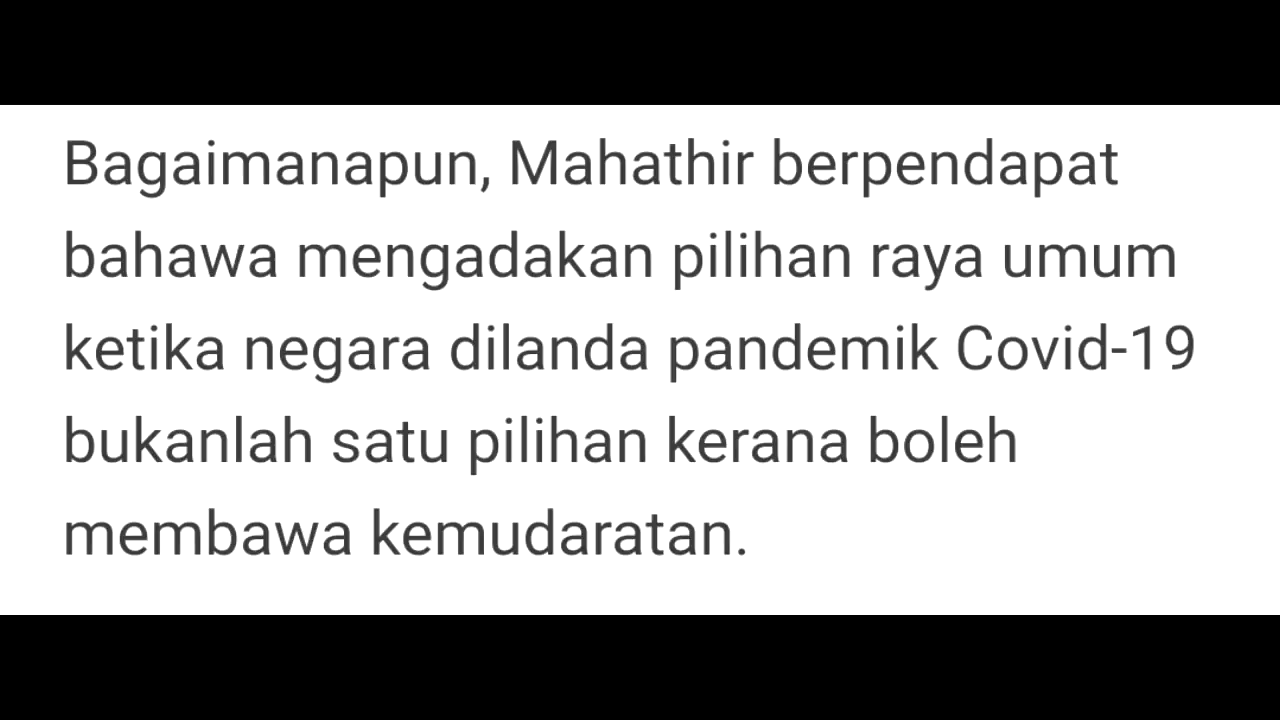 Bagaimanapun, Mahathir berpendapat
bahawa mengadakan pilihan raya umum
ketika negara dilanda pandemik Covid-19
bukanlah satu pilihan kerana boleh
membawa kemudaratan.